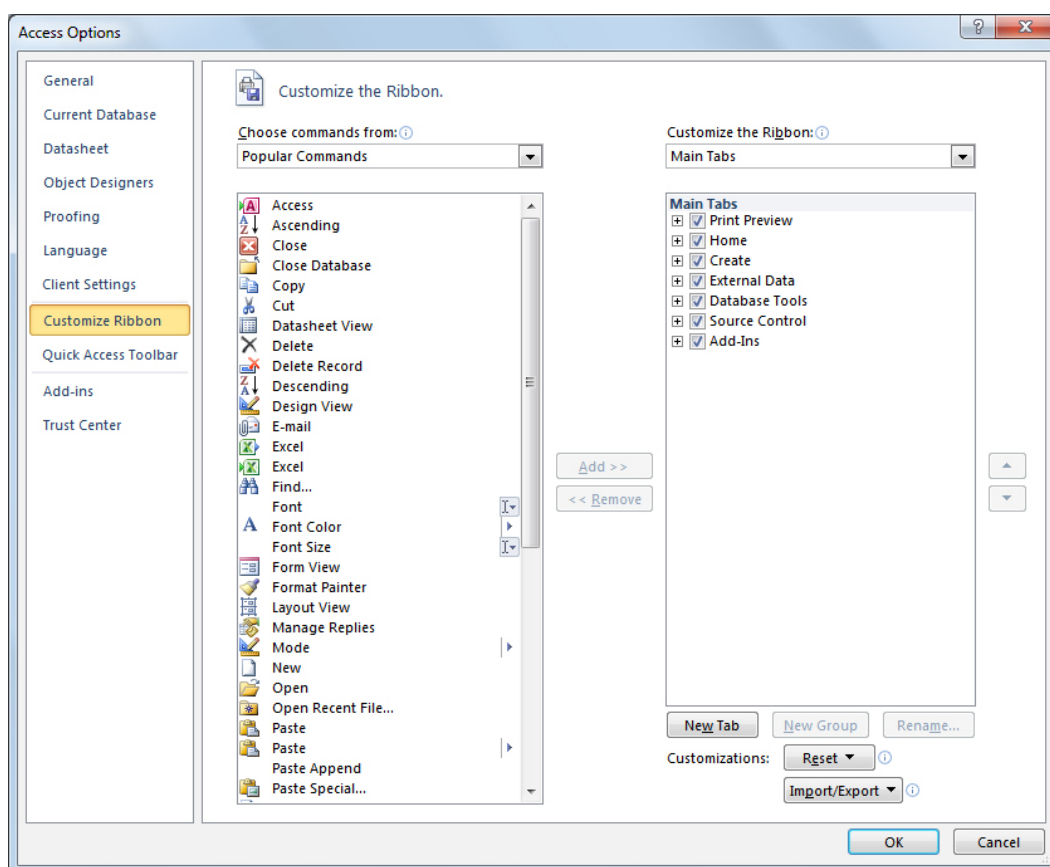 Access Options
General
Current Database
Datasheet
Object Designers
Proofing
Language
Client Settings
Customize Ribbon
Quick Access Toolbar
Add-ins
Trust Center
Customize the Ribbon.
Choose commands from:
Popular Commands
Access
Ascending
Close
Close Database
Copy
Cut
Datasheet View
Delete
Delete Record
Descending
Design View
E-mail
Excel
Excel
Find...
Font
Font Color
Font Size
Form View
Format Painter
Layout View
Manage Replies
Mode
New
Open
Open Recent File...
Paste
Paste
Paste Append
Paste Special...
Add >>
<< Remove
Customize the Ribbon:
Main Tabs
Main Tabs
Print Preview
Home
Create
External Data
Database Tools
Source Control
Add-Ins
New Tab
New Group
Rename...
Customizations:
Reset
Import/Export
OK
Cancel